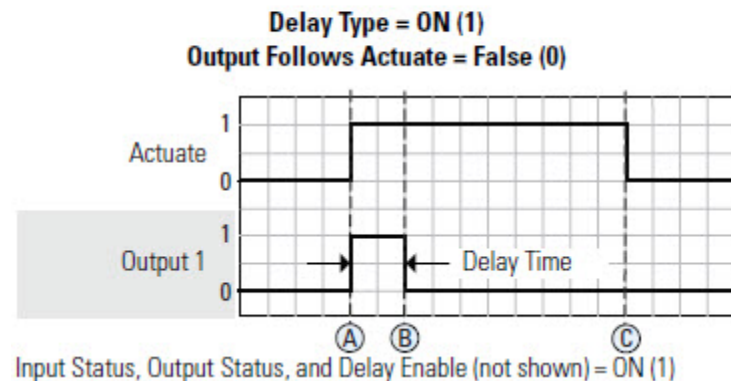 Delay Type = ON (1)
Output Follows Actuate = False (0)
1
Actuate
0
1
Output 1
Delay Time
0
A B C
Input Status, Output Status, and Delay Enable (not shown) = ON (1)